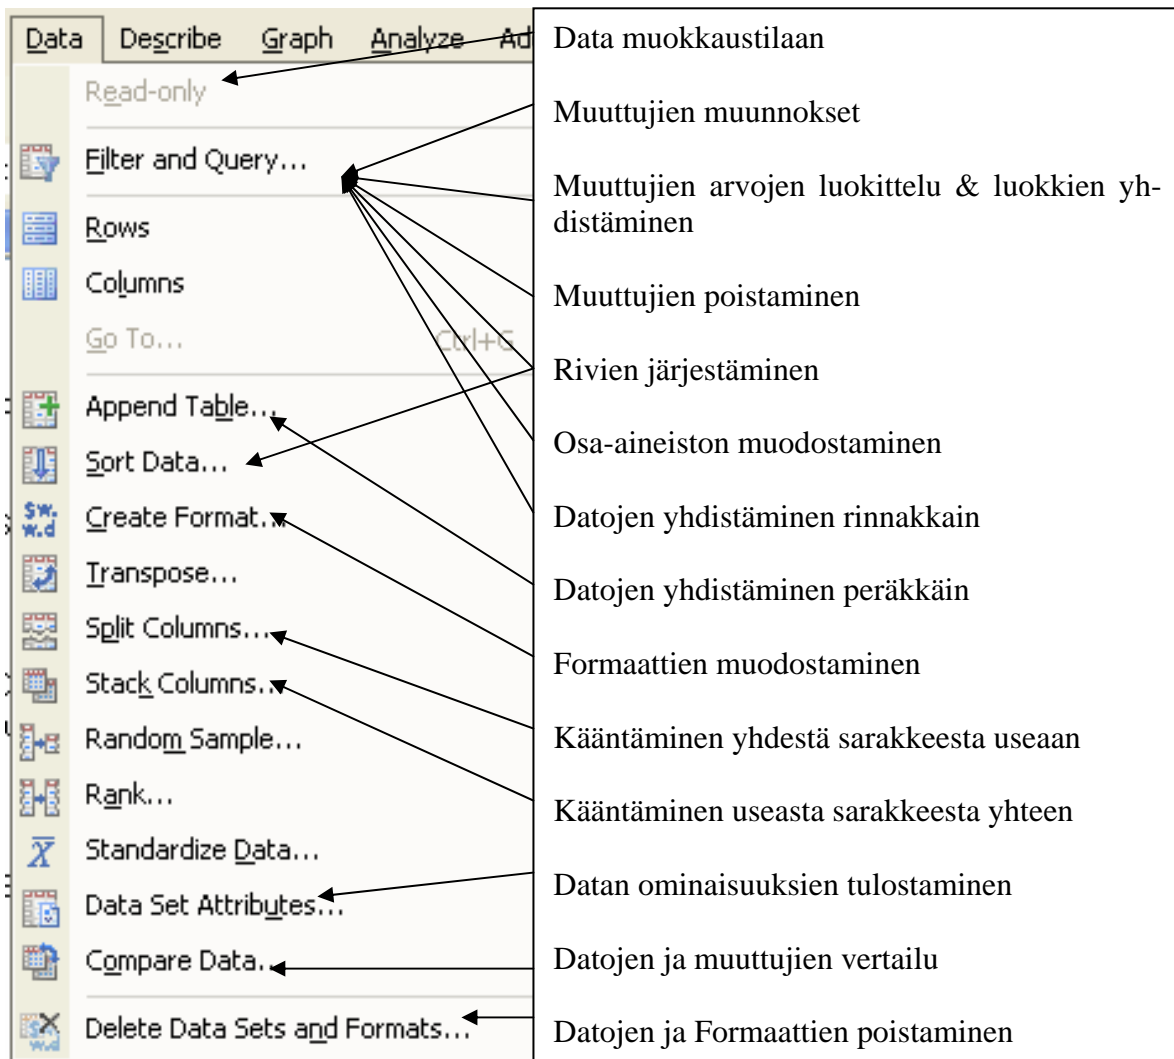 Data Describe Graph Analyze Ad
Read-only
Filter and Query...
Rows
Columns
Go To... Ctrl+G
Append Table...
Sort Data...
Create Format...
Transpose...
Split Columns...
Stack Columns...
Random Sample...
Rank...
Standardize Data...
Data Set Attributes...
Compare Data...
Delete Data Sets and Formats...
Data muokkaustilaan
Muuttujien muunnokset
Muuttujien arvojen luokittelu & luokkien yh-
distäminen
Muuttujien poistaminen
Rivien järjestäminen
Osa-aineiston muodostaminen
Datojen yhdistäminen rinnakkain
Datojen yhdistäminen peräkkäin
Formaattien muodostaminen
Kääntäminen yhdestä sarakkeesta useaan
Kääntäminen useasta sarakkeesta yhteen
Datan ominaisuuksien tulostaminen
Datojen ja muuttujien vertailu
Datojen ja Formaattien poistaminen